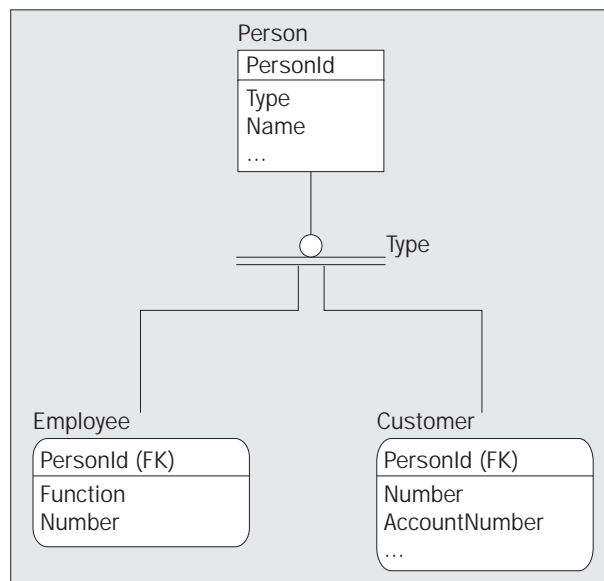 Person
PersonId
Type
Name
...
Type
Employee
PersonId (FK)
Function
Number
Customer
PersonId (FK)
Number
AccountNumber
...